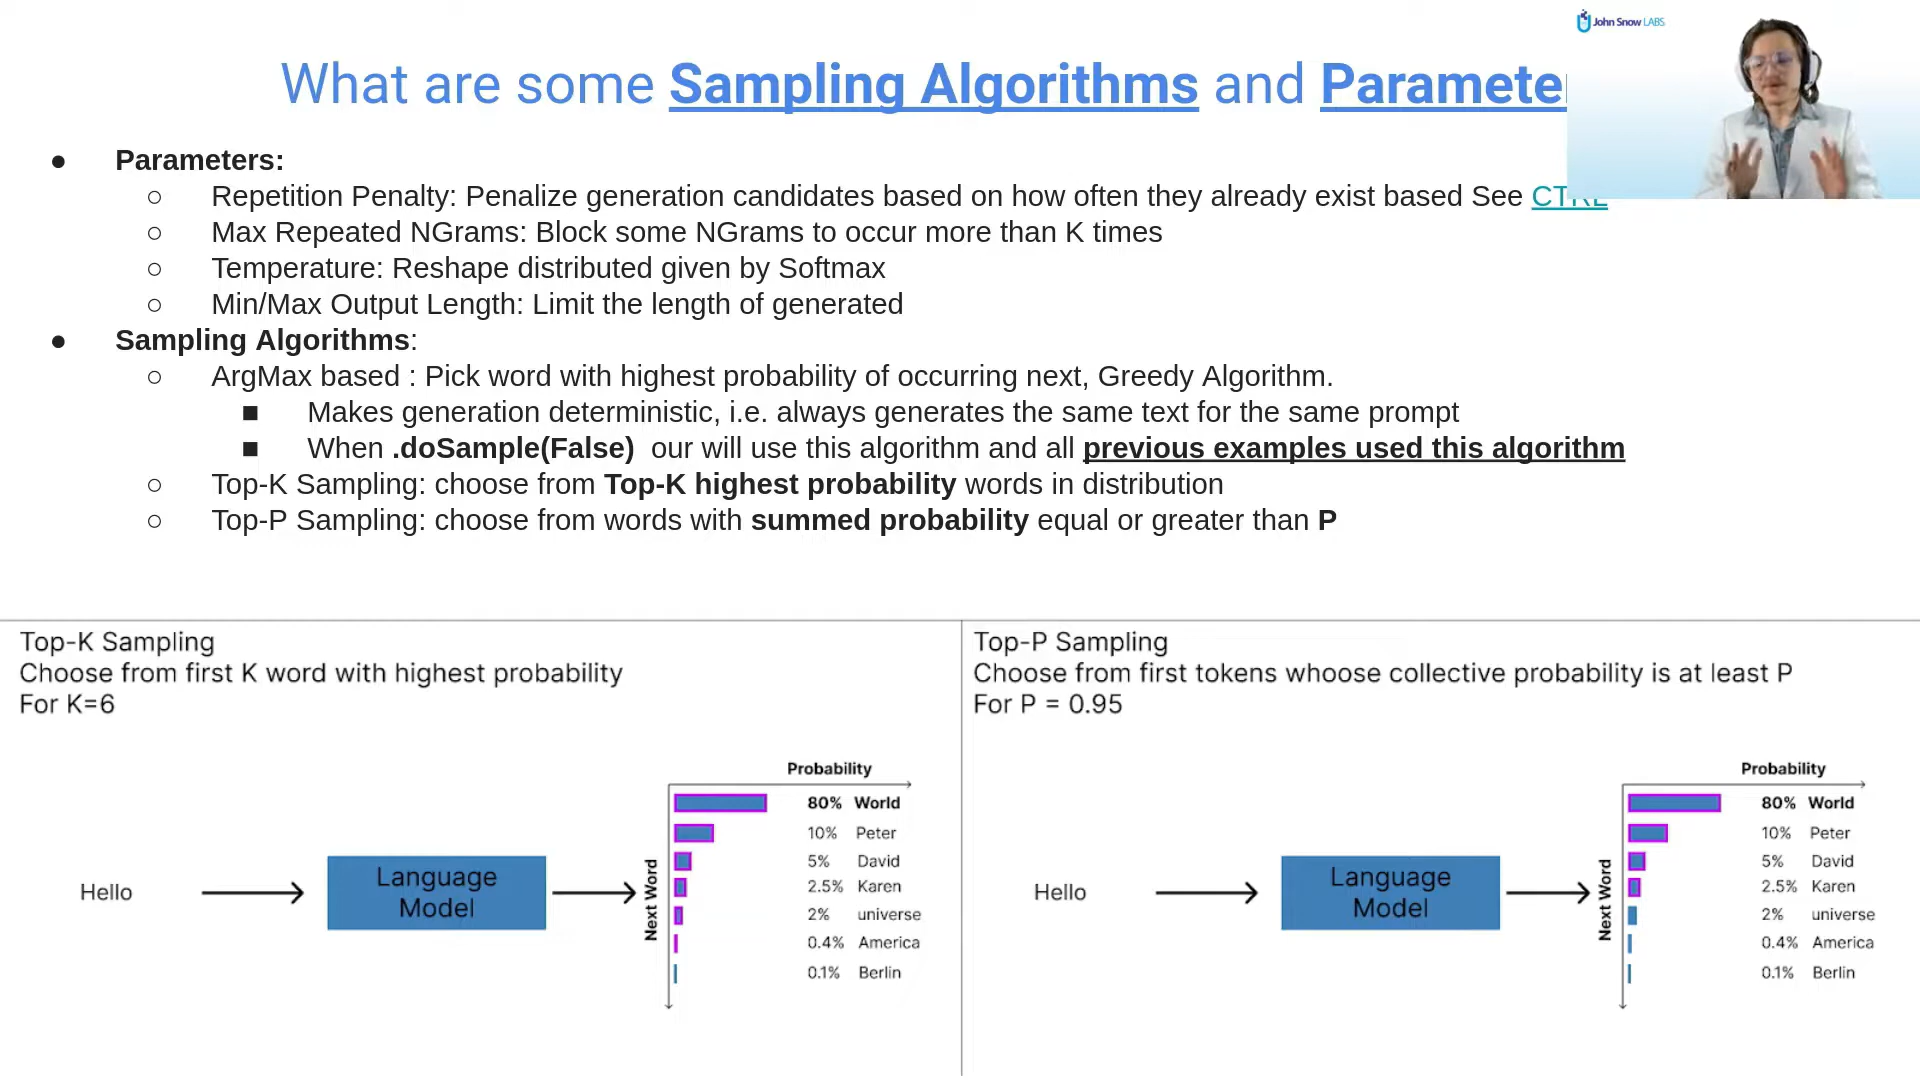 John Snow LABS
What are some Sampling Algorithms and Paramete
● Parameters:
○ Repetition Penalty: Penalize generation candidates based on how often they already exist based See CTRL
○ Max Repeated NGrams: Block some NGrams to occur more than K times
○ Temperature: Reshape distributed given by Softmax
○ Min/Max Output Length: Limit the length of generated
● Sampling Algorithms:
○ ArgMax based : Pick word with highest probability of occurring next, Greedy Algorithm.
■ Makes generation deterministic, i.e. always generates the same text for the same prompt
■ When .doSample(False) our will use this algorithm and all previous examples used this algorithm
○ Top-K Sampling: choose from Top-K highest probability words in distribution
○ Top-P Sampling: choose from words with summed probability equal or greater than P
Top-K Sampling
Choose from first K word with highest probability
For K=6
Probability
80% World
10% Peter
5% David
2.5% Karen
2% universe
0.4% America
0.1% Berlin
Next Word
Hello
Language
Model
Top-P Sampling
Choose from first tokens whoose collective probability is at least P
For P = 0.95
Probability
80% World
10% Peter
5% David
2.5% Karen
2% universe
0.4% America
0.1% Berlin
Next Word
Hello
Language
Model